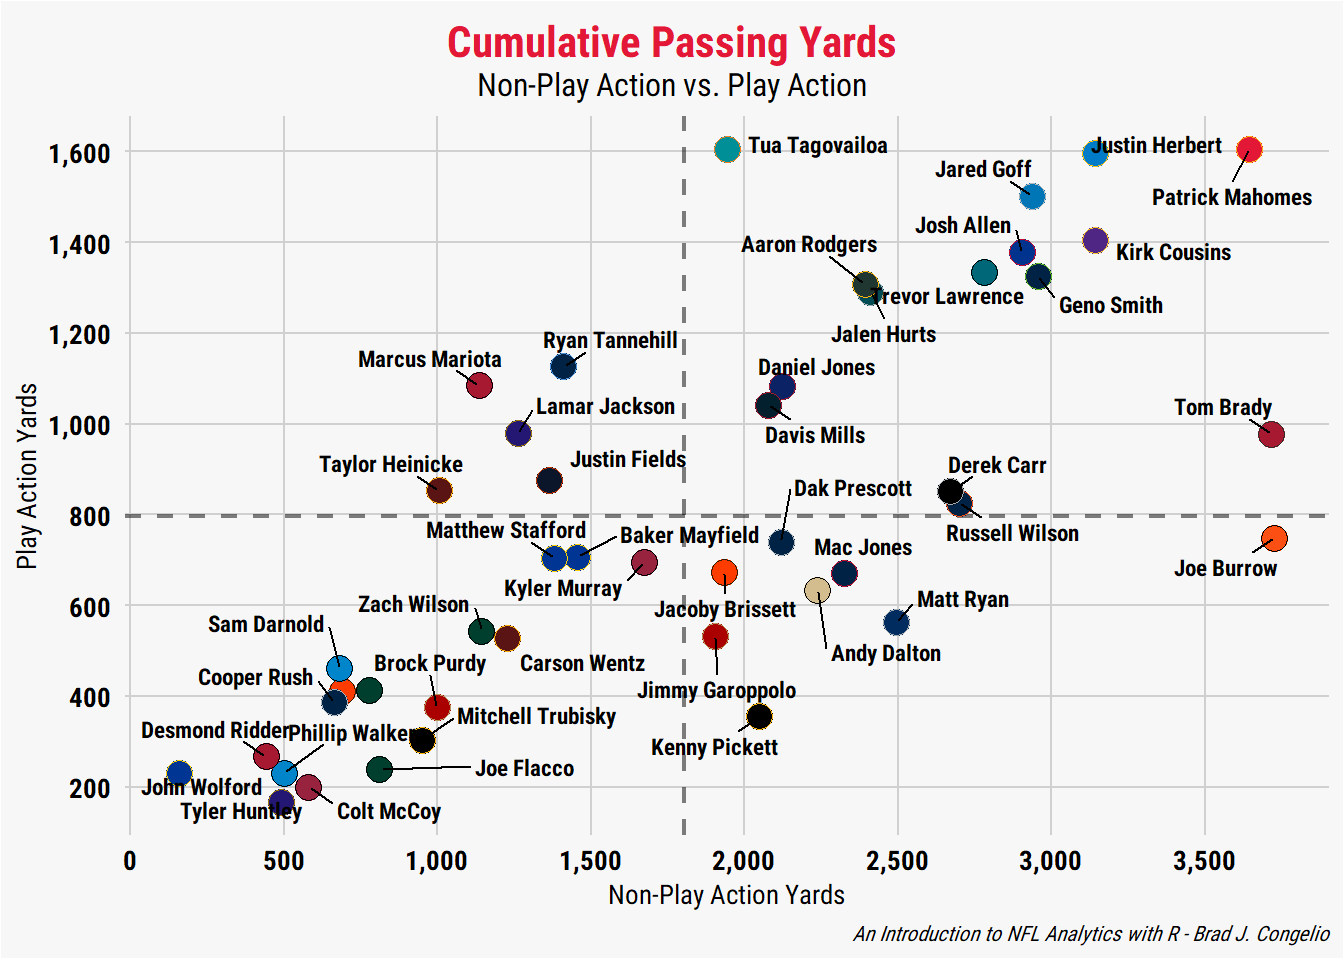 Cumulative Passing Yards
Non-Play Action vs. Play Action
1,600
1,400
1,200
1,000
800
600
400
200
Play Action Yards
Tua Tagovailoa
Justin Herbert
Jared Goff
Patrick Mahomes
Josh Allen
Aaron Rodgers
Kirk Cousins
Trevor Lawrence
Geno Smith
Jalen Hurts
Ryan Tannehill
Marcus Mariota
Daniel Jones
Lamar Jackson
Tom Brady
Davis Mills
Justin Fields
Taylor Heinicke
Derek Carr
Dak Prescott
Matthew Stafford
Baker Mayfield
Russell Wilson
Mac Jones
Joe Burrow
Kyler Murray
Zach Wilson
Jacoby Brissett
Matt Ryan
Sam Darnold
Andy Dalton
Brock Purdy
Carson Wentz
Cooper Rush
Jimmy Garoppolo
Mitchell Trubisky
Desmond Ridder
Phillip Walker
Kenny Pickett
Joe Flacco
John Wolford
Tyler Huntley
Colt McCoy
0
500
1,000
1,500
2,000
2,500
3,000
3,500
Non-Play Action Yards
An Introduction to NFL Analytics with R - Brad J. Congelio